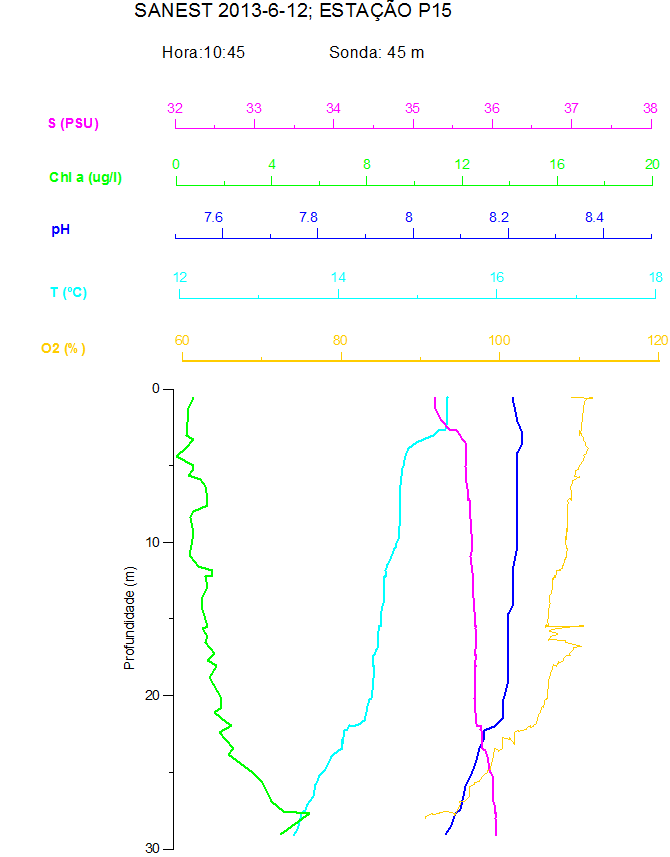 SANEST 2013-6-12; ESTAÇÃO P15
Hora:10:45 Sonda: 45 m
32 33 34 35 36 37 38
S (PSU)
0 4 8 12 16 20
Chl a (ug/l)
7.6 7.8 8 8.2 8.4
pH
12 14 16 18
T (ºC)
60 80 100 120
O2 (%)
0
10
Profundidade (m)
20
30